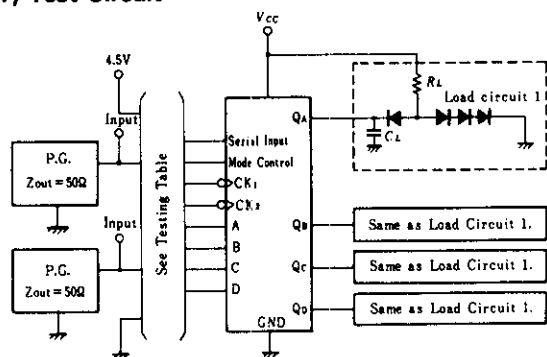 Test Circuit
Vcc
4.5V
Input
P.G.
Zout=50Ω
Input
P.G.
Zout=50Ω
See Testing Table
Serial Input
Mode Control
CK1
CK2
A
B
C
D
GND
QA
QB
QC
QD
RL
Load circuit 1
CL
Same as Load Circuit 1.
Same as Load Circuit 1.
Same as Load Circuit 1.